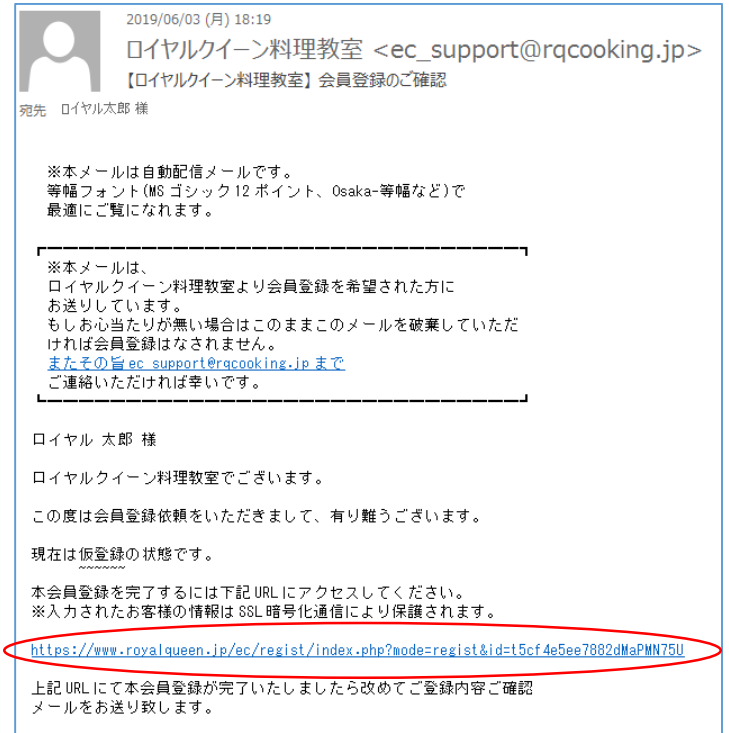 2019/06/03 (月) 18:19
ロイヤルクイーン料理教室 <ec_support@rqcooking.jp>
【ロイヤルクイーン料理教室】 会員登録のご確認
宛先 ロイヤル太郎 様
※本メールは自動配信メールです。
等幅フォント(MS ゴシック 12 ポイント、Osaka-等幅など)で
最適にご覧になれます。
※本メールは、
ロイヤルクイーン料理教室より会員登録を希望された方に
お送りしています。
もしお心当たりが無い場合はこのままこのメールを破棄していただ
ければ会員登録はなされません。
またその旨 ec_support@rqcooking.jp まで
ご連絡いただければ幸いです。
ロイヤル 太郎 様
ロイヤルクイーン料理教室でございます。
この度は会員登録依頼をいただきまして、有り難うございます。
現在は仮登録の状態です。
~~~~~~
本会員登録を完了するには下記 URL にアクセスしてください。
※入力されたお客様の情報は SSL 暗号化通信により保護されます。
https://www.royalqueen.jp/ec/regist/index.php?mode=regist&id=t5cf4e5ee7882dMaPMN75U
上記 URL にて本会員登録が完了いたしましたら改めてご登録内容ご確認
メールをお送り致します。